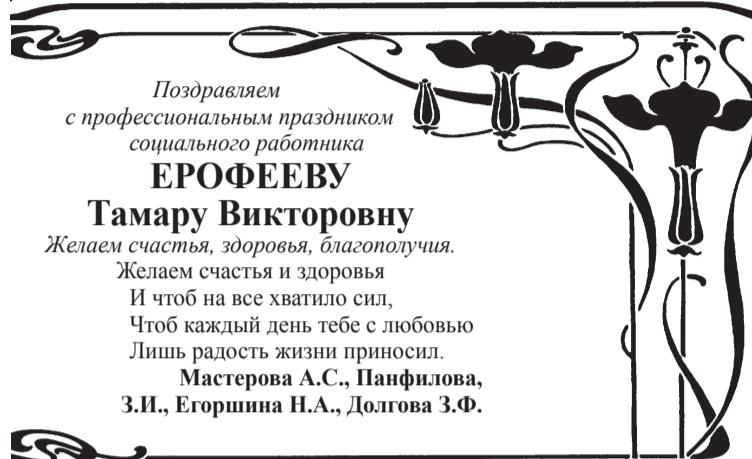 Поздравляем
с профессиональным праздником
социального работника
ЕРОФЕЕВУ
Тамару Викторовну
Желаем счастья, здоровья, благополучия.
Желаем счастья и здоровья
И чтоб на все хватило сил,
Чтоб каждый день тебе с любовью
Лишь радость жизни приносил.
Мастерова А.С., Панфилова,
З.И., Егоршина Н.А., Долгова З.Ф.